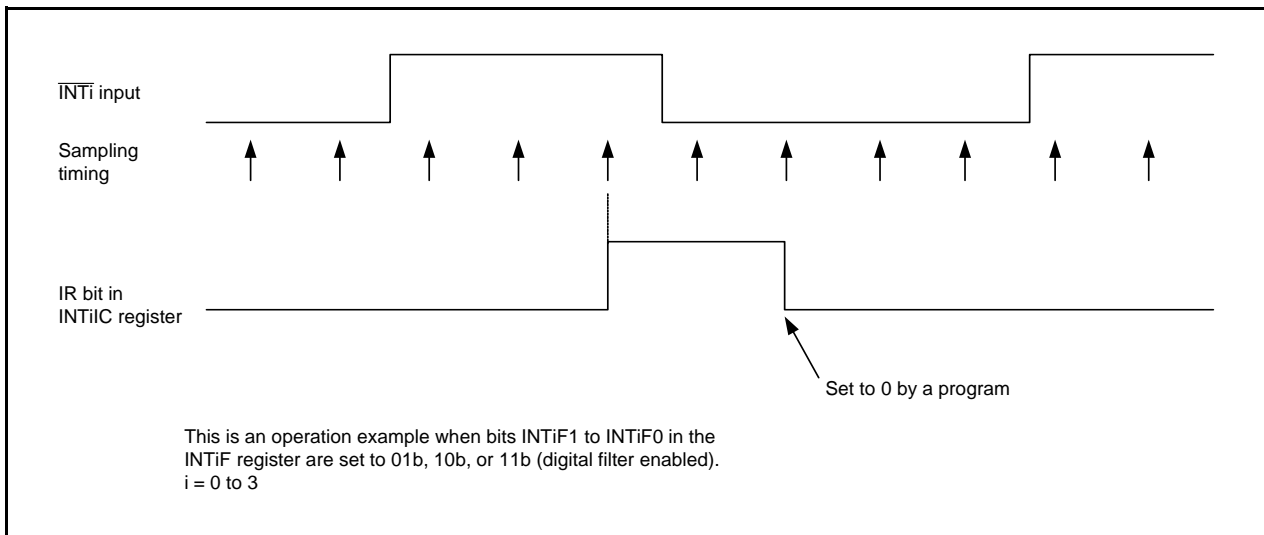 INTi input
Sampling
timing
IR bit in
INTiIC register
Set to 0 by a program
This is an operation example when bits INTiF1 to INTiF0 in the
INTiF register are set to 01b, 10b, or 11b (digital filter enabled).
i = 0 to 3